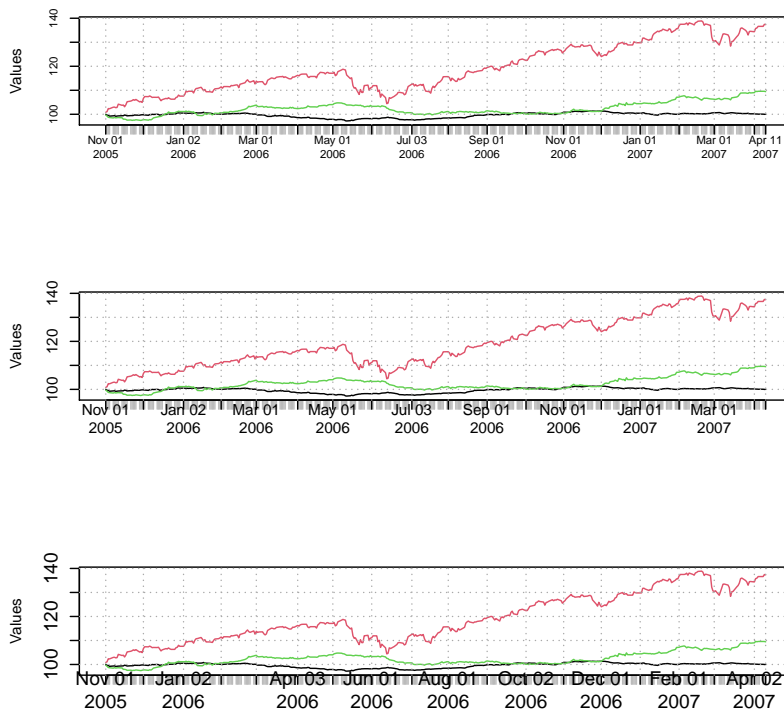 140
120
100
Values
Nov 01 Jan 02 Mar 01 May 01 Jul 03 Sep 01 Nov 01 Jan 01 Mar 01 Apr 11
2005 2006 2006 2006 2006 2006 2006 2007 2007 2007
140
120
100
Values
Nov 01 Jan 02 Mar 01 May 01 Jul 03 Sep 01 Nov 01 Jan 01 Mar 01
2005 2006 2006 2006 2006 2006 2006 2007 2007
140
120
100
Values
Nov 01 Jan 02 Apr 03 Jun 01 Aug 01 Oct 02 Dec 01 Feb 01 Apr 02
2005 2006 2006 2006 2006 2006 2006 2007 2007